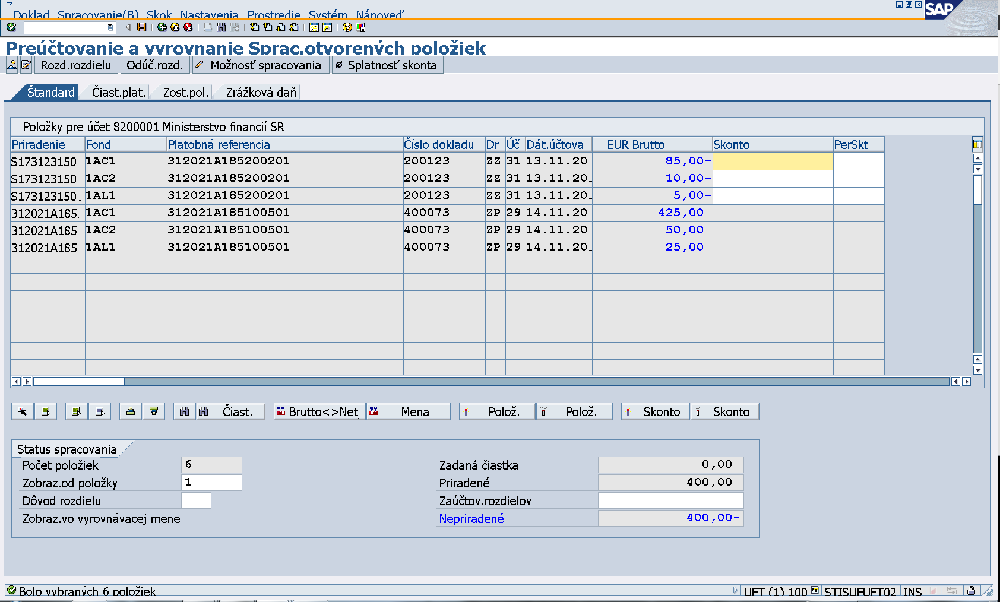 Doklad Spracovanie(B) Skok Nastavenia Prostredie Systém Nápoveď
SAP
Preúčtovanie a vyrovnanie Sprac.otvorených položiek
Rozd.rozdielu Odúč.rozd. Možnosť spracovania Splatnosť skonta
Štandard Čiast.plat. Zost.pol. Zrážková daň
Položky pre účet 8200001 Ministerstvo financií SR
Priradenie Fond Platobná referencia Číslo dokladu Dr Úč Dát.účtova EUR Brutto Skonto PerSkt
S173123150 1AC1 312021A185200201 200123 ZZ 31 13.11.20 85,00-
S173123150 1AC2 312021A185200201 200123 ZZ 31 13.11.20 10,00-
S173123150 1AL1 312021A185200201 200123 ZZ 31 13.11.20 5,00-
312021A185 1AC1 312021A185100501 400073 ZP 29 14.11.20 425,00
312021A185 1AC2 312021A185100501 400073 ZP 29 14.11.20 50,00
312021A185 1AL1 312021A185100501 400073 ZP 29 14.11.20 25,00
Čiast. Brutto<>Net Mena Polož. Polož. Skonto Skonto
Status spracovania
Počet položiek 6 Zadaná čiastka 0,00
Zobraz.od položky 1 Priradené 400,00
Dôvod rozdielu Zaúčtov.rozdielov
Zobraz.vo vyrovnávacej mene Nepriradené 400,00-
Bolo vybraných 6 položiek UFT (1) 100 STISUFUFT02 INS